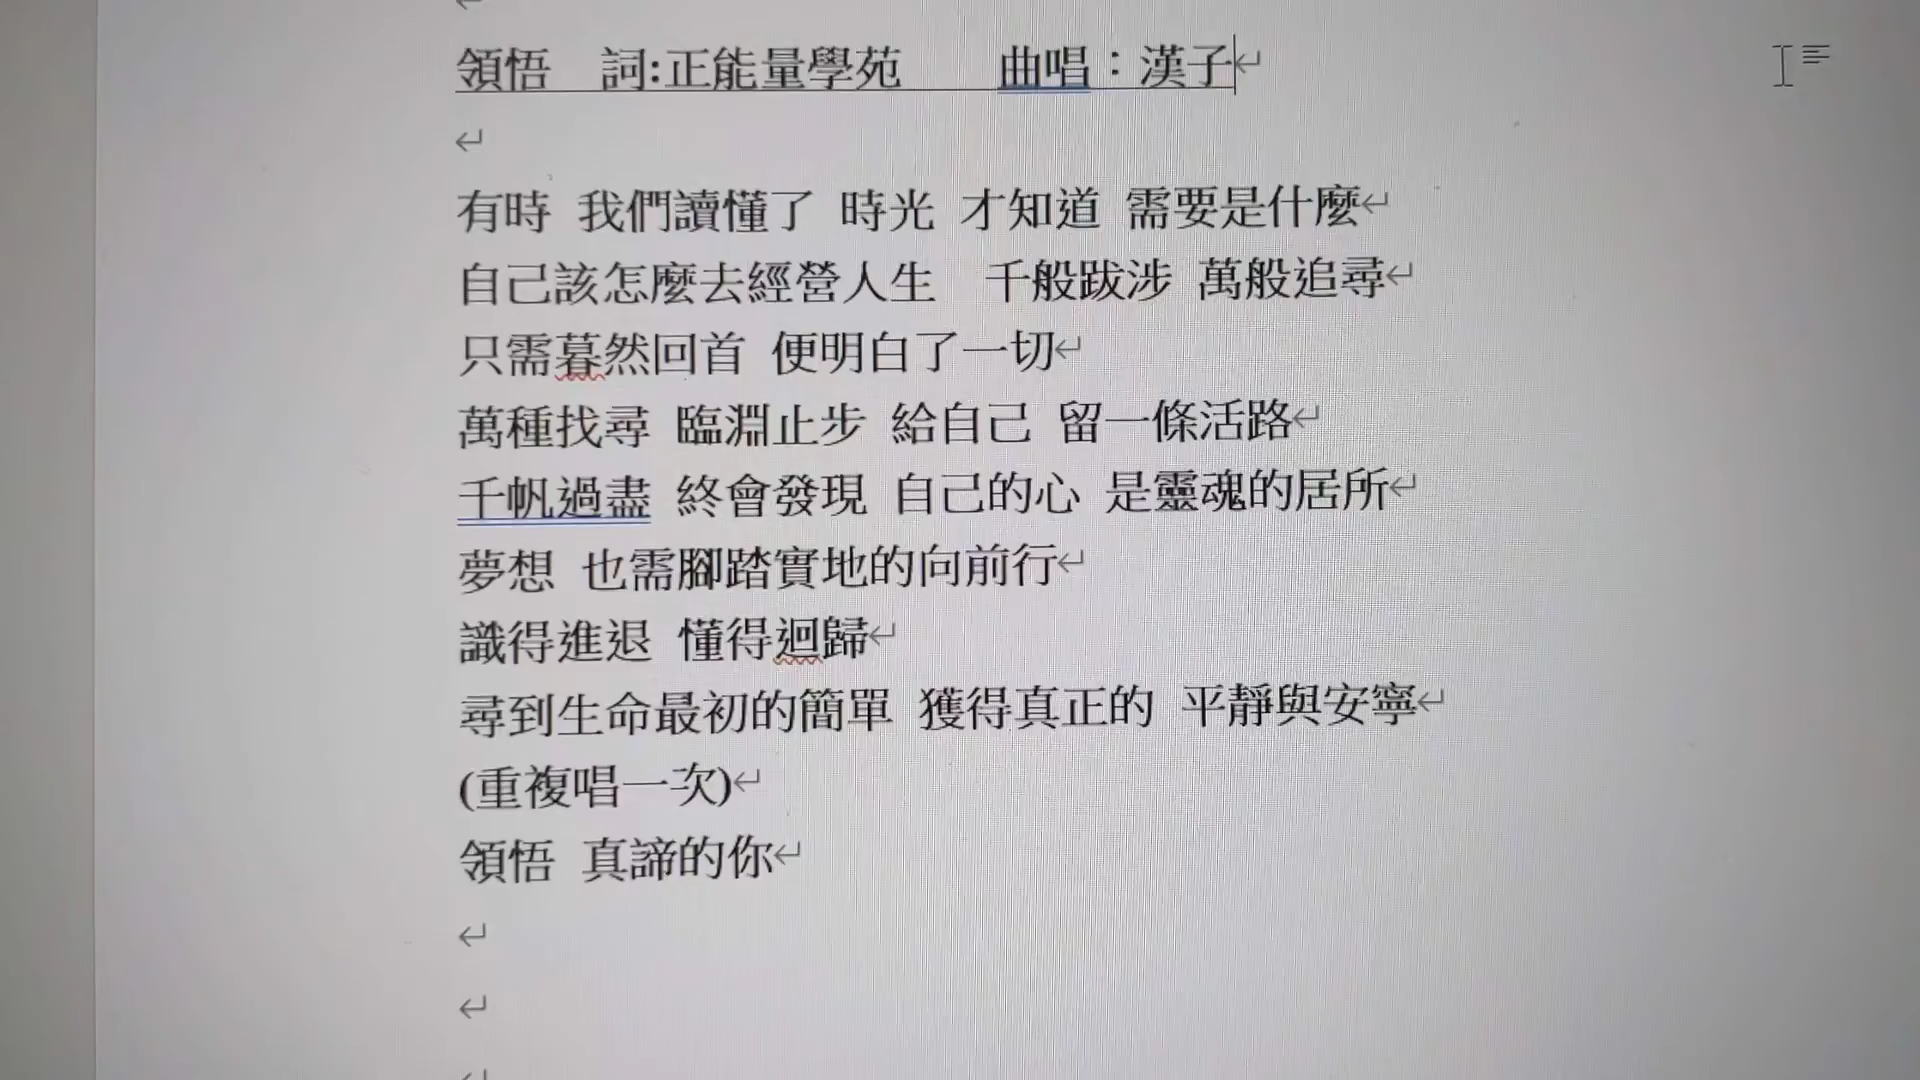 領悟　詞:正能量學苑　　曲唱：漢子
有時 我們讀懂了 時光 才知道 需要是什麼
自己該怎麼去經營人生　千般跋涉 萬般追尋
只需暮然回首 便明白了一切
萬種找尋 臨淵止步 給自己 留一條活路
千帆過盡 終會發現 自己的心 是靈魂的居所
夢想 也需腳踏實地的向前行
識得進退 懂得迴歸
尋到生命最初的簡單 獲得真正的 平靜與安寧
(重複唱一次)
領悟 真諦的你